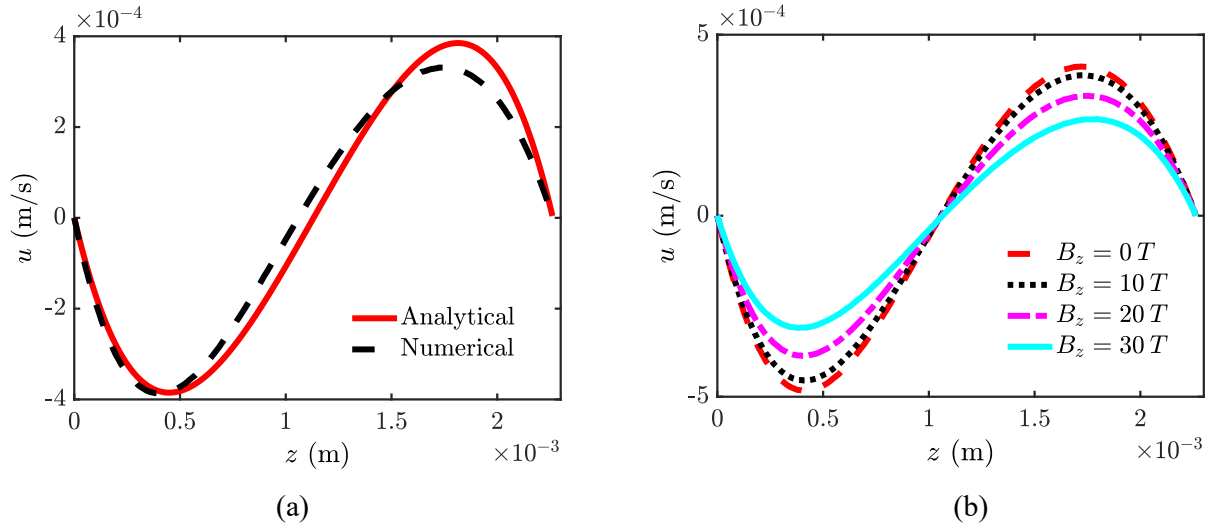 ×10⁻⁴
4
2
0
-2
-4
u (m/s)
0
0.5
1
1.5
2
z (m)
×10⁻³
Analytical
Numerical
(a)
×10⁻⁴
5
0
-5
u (m/s)
0
0.5
1
1.5
2
z (m)
×10⁻³
B_z = 0 T
B_z = 10 T
B_z = 20 T
B_z = 30 T
(b)